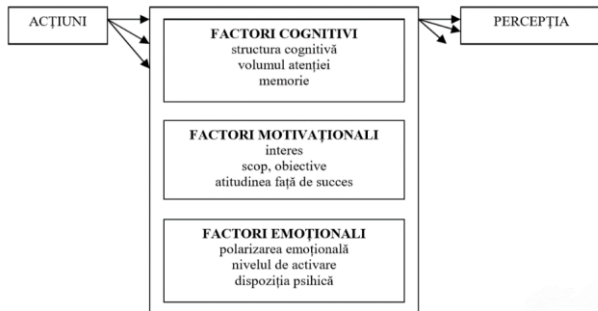 ACȚIUNI
PERCEPȚIA
FACTORI COGNITIVI
structura cognitivă
volumul atenției
memorie
FACTORI MOTIVAȚIONALI
interes
scop, obiective
atitudinea față de succes
FACTORI EMOȚIONALI
polarizarea emoțională
nivelul de activare
dispoziția psihică